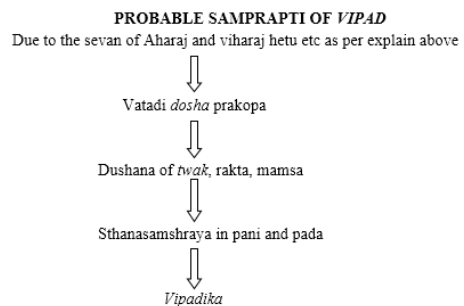 PROBABLE SAMPRAPTI OF VIPAD
Due to the sevan of Aharaj and viharaj hetu etc as per explain above
Vatadi dosha prakopa
Dushana of twak, rakta, mamsa
Sthanasamshraya in pani and pada
Vipadika